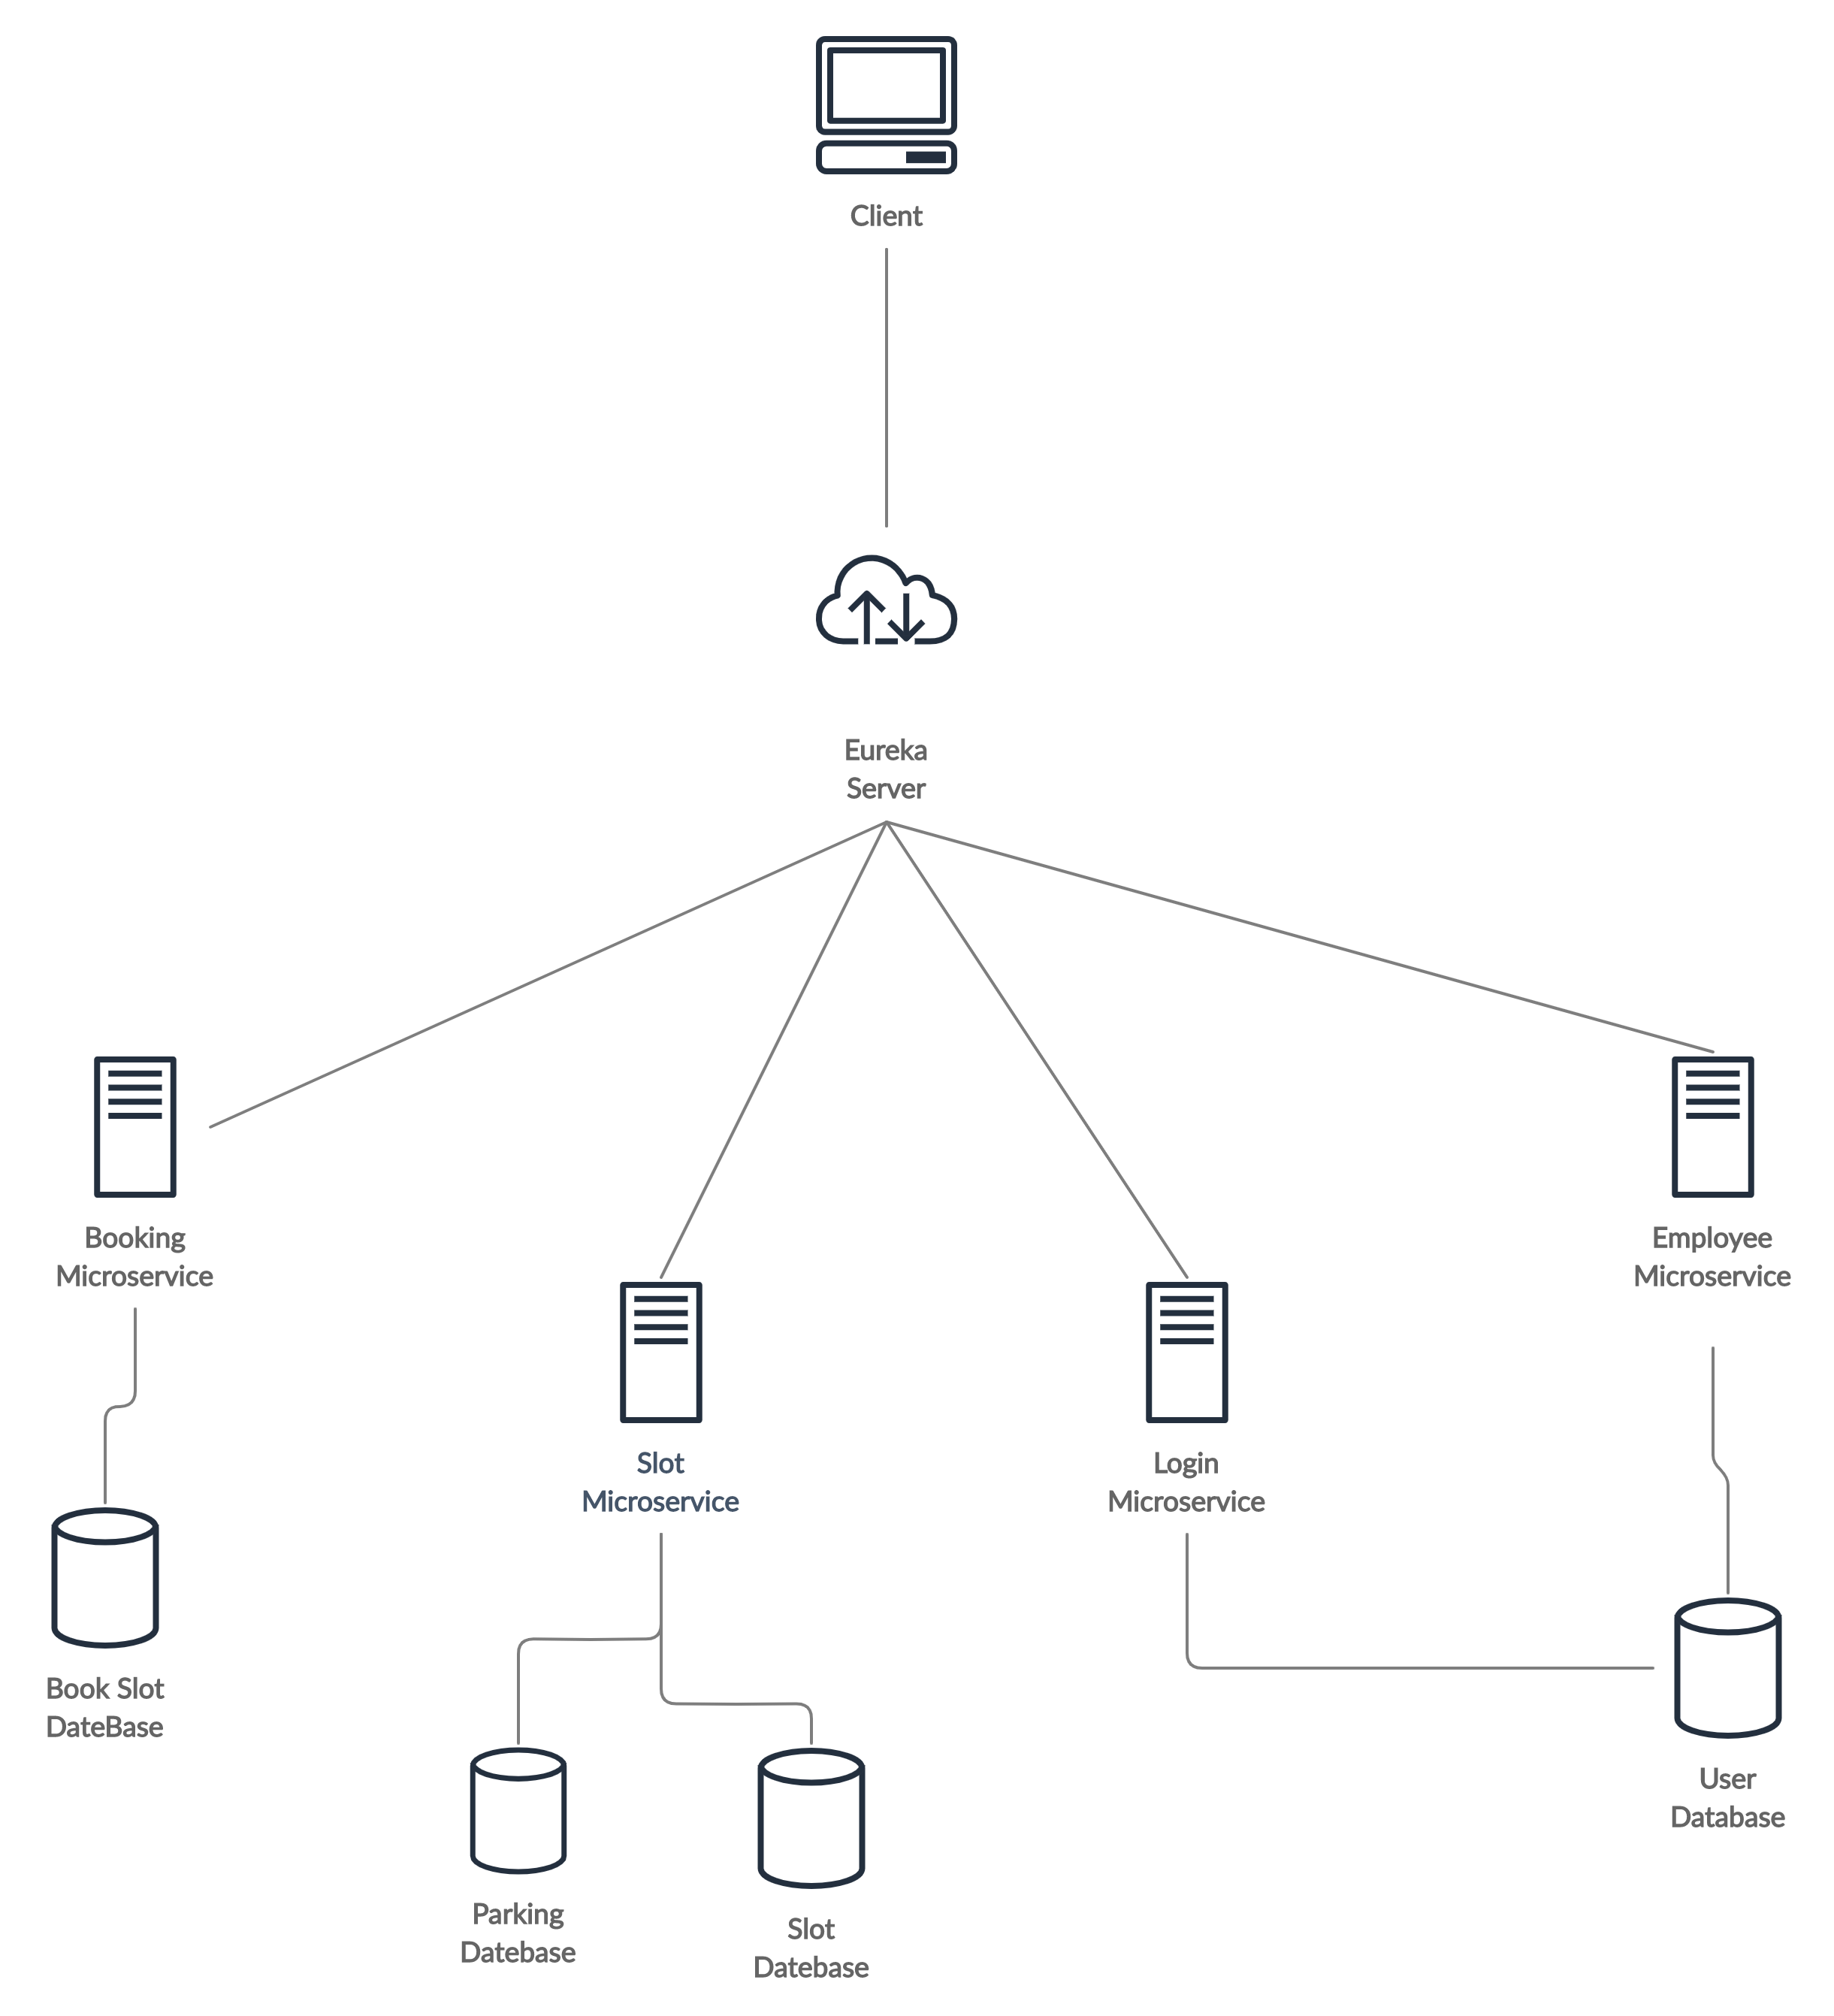 Client
Eureka
Server
Booking
Microservice
Employee
Microservice
Slot
Microservice
Login
Microservice
Book Slot
DateBase
User
Database
Parking
Datebase
Slot
Datebase